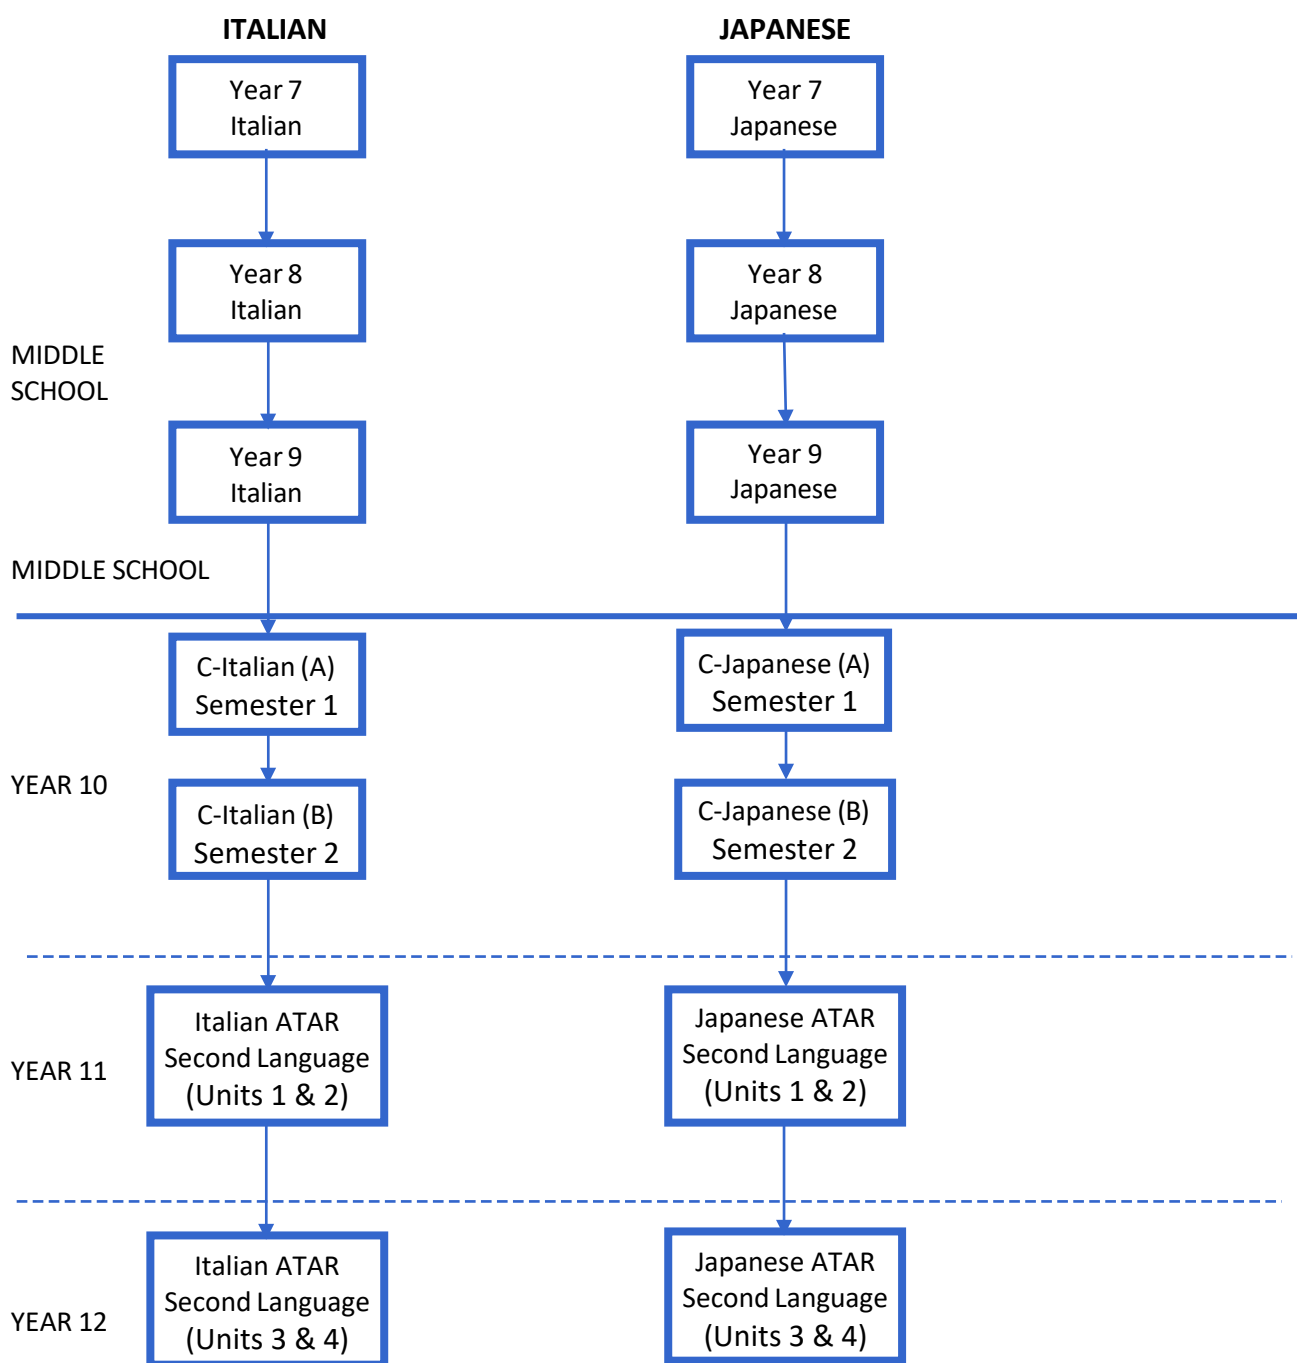 ITALIAN
JAPANESE
Year 7
Italian
Year 7
Japanese
Year 8
Italian
Year 8
Japanese
MIDDLE
SCHOOL
Year 9
Italian
Year 9
Japanese
MIDDLE SCHOOL
C-Italian (A)
Semester 1
C-Japanese (A)
Semester 1
YEAR 10
C-Italian (B)
Semester 2
C-Japanese (B)
Semester 2
YEAR 11
Italian ATAR
Second Language
(Units 1 & 2)
Japanese ATAR
Second Language
(Units 1 & 2)
YEAR 12
Italian ATAR
Second Language
(Units 3 & 4)
Japanese ATAR
Second Language
(Units 3 & 4)